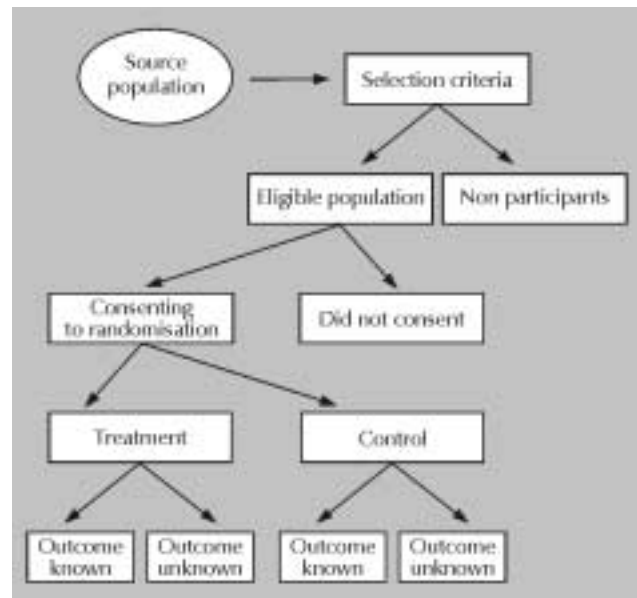 Source
population
Selection criteria
Eligible population
Non participants
Consenting
to randomisation
Did not consent
Treatment
Control
Outcome
known
Outcome
unknown
Outcome
known
Outcome
unknown